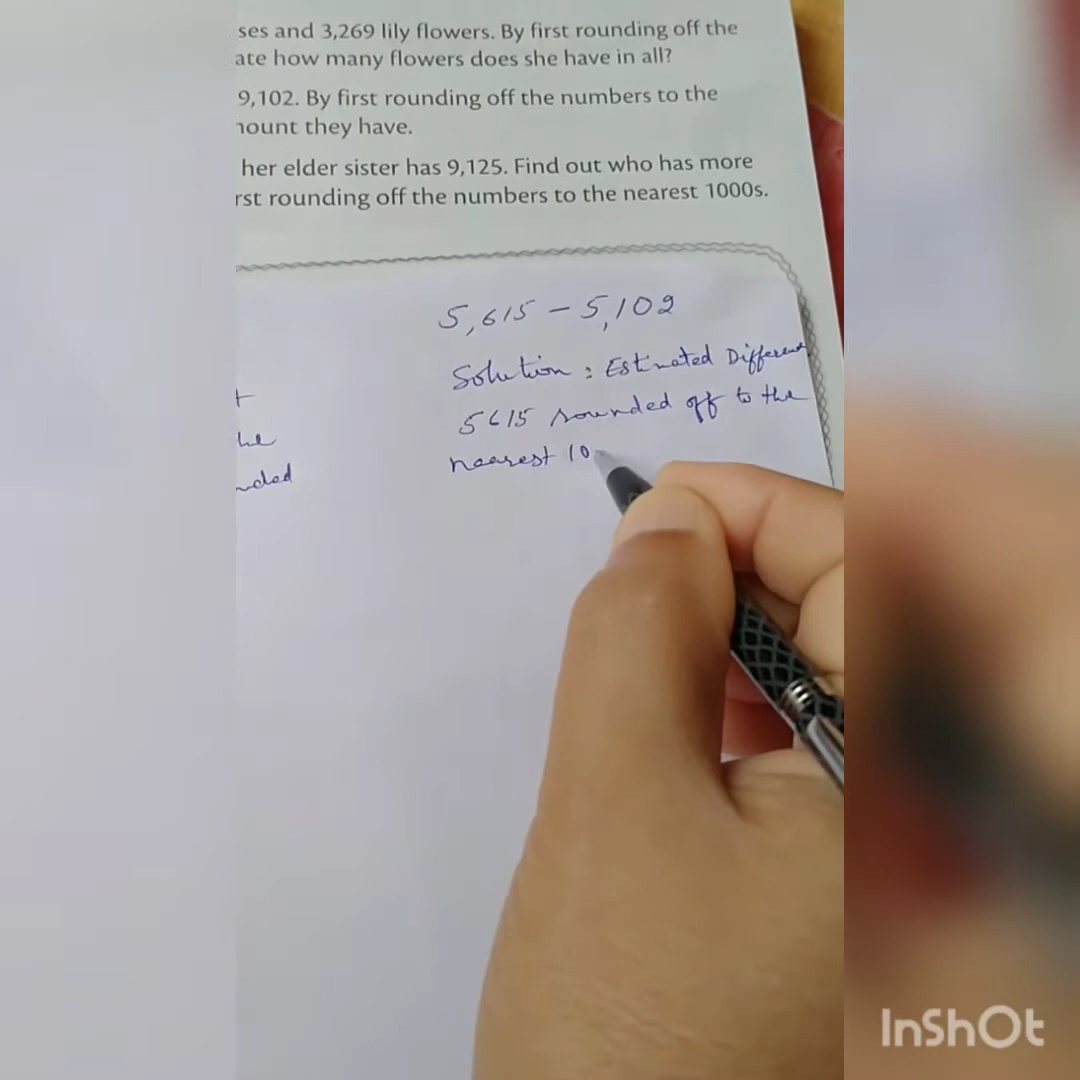 ses and 3,269 lily flowers. By first rounding off the
ate how many flowers does she have in all?
9,102. By first rounding off the numbers to the
nount they have.
her elder sister has 9,125. Find out who has more
rst rounding off the numbers to the nearest 1000s.
5,615 - 5,102
Solution : Estimated Different
5615 rounded off to the
nearest 10
t
he
nded
InShOt